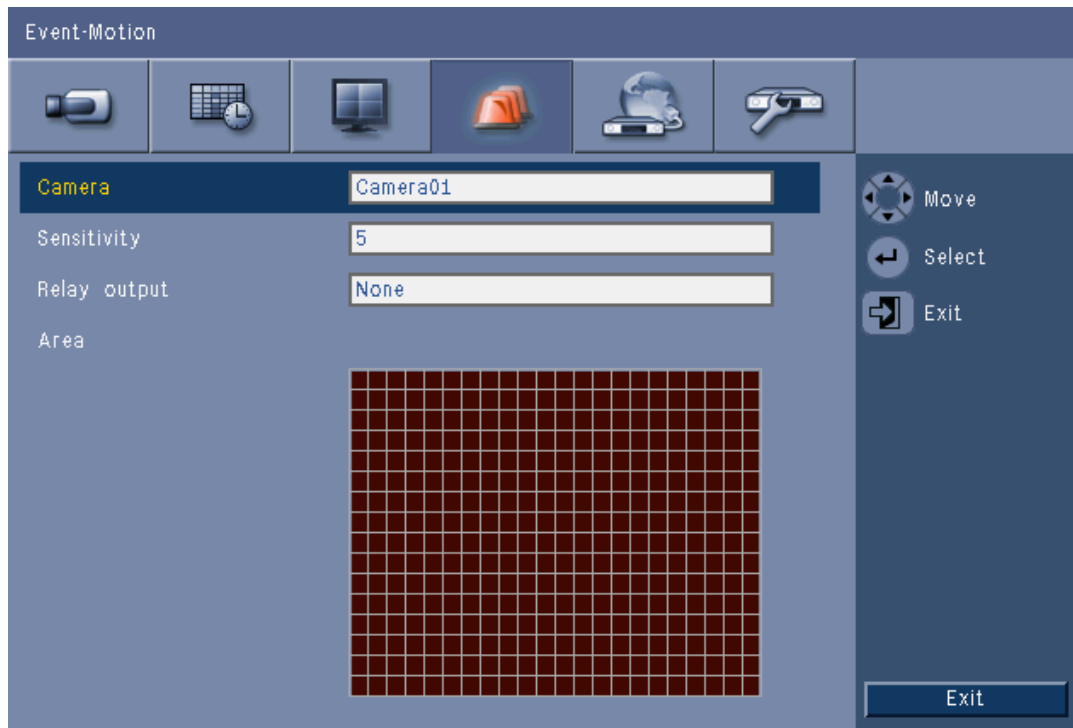 Event-Motion
Camera
Camera01
Move
Sensitivity
5
Select
Relay output
None
Exit
Area
Exit